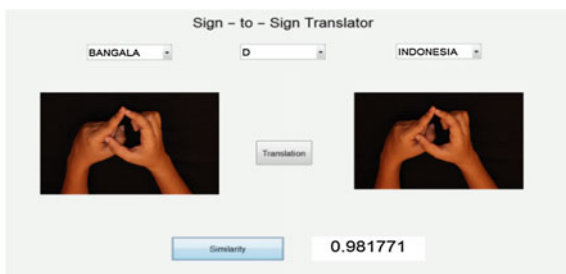 Sign – to – Sign Translator
BANGALA D INDONESIA
Translation
Similarity 0.981771